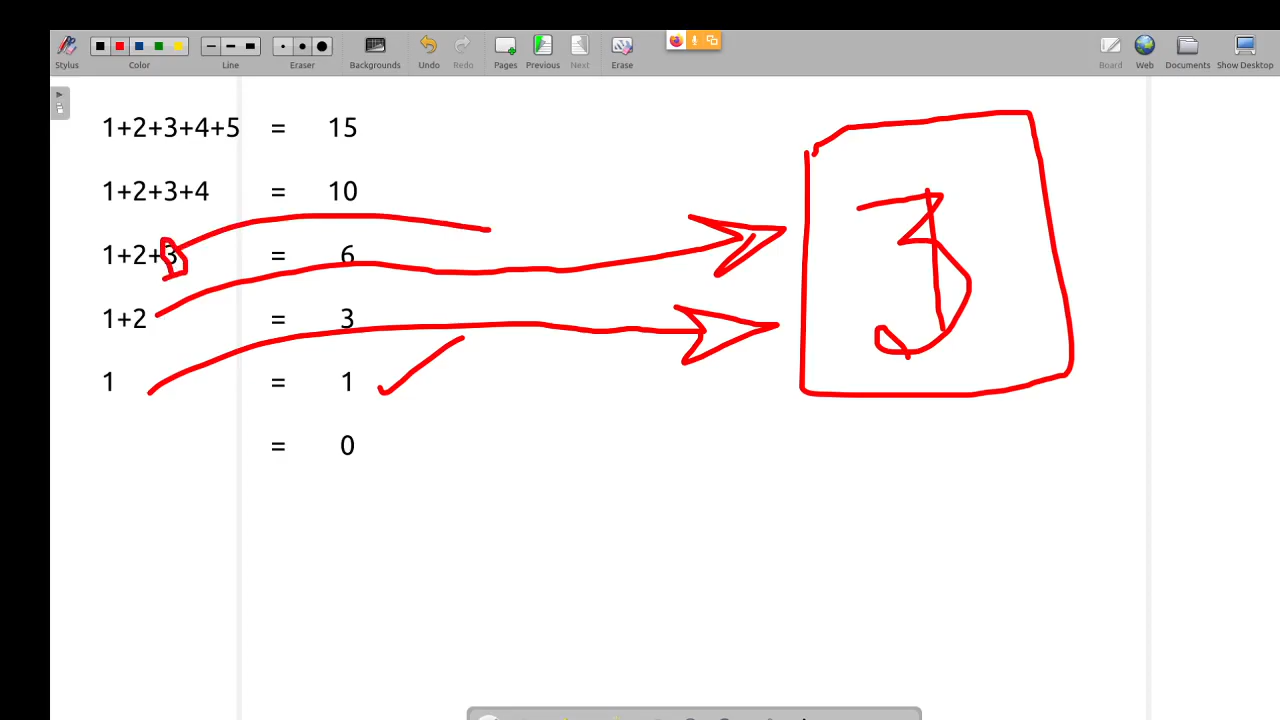 Stylus Color Line Eraser Backgrounds Undo Redo Pages Previous Next Erase Board Web Documents Show Desktop
1+2+3+4+5 = 15
1+2+3+4 = 10
1+2+3 = 6
1+2 = 3
1 = 1
= 0
3